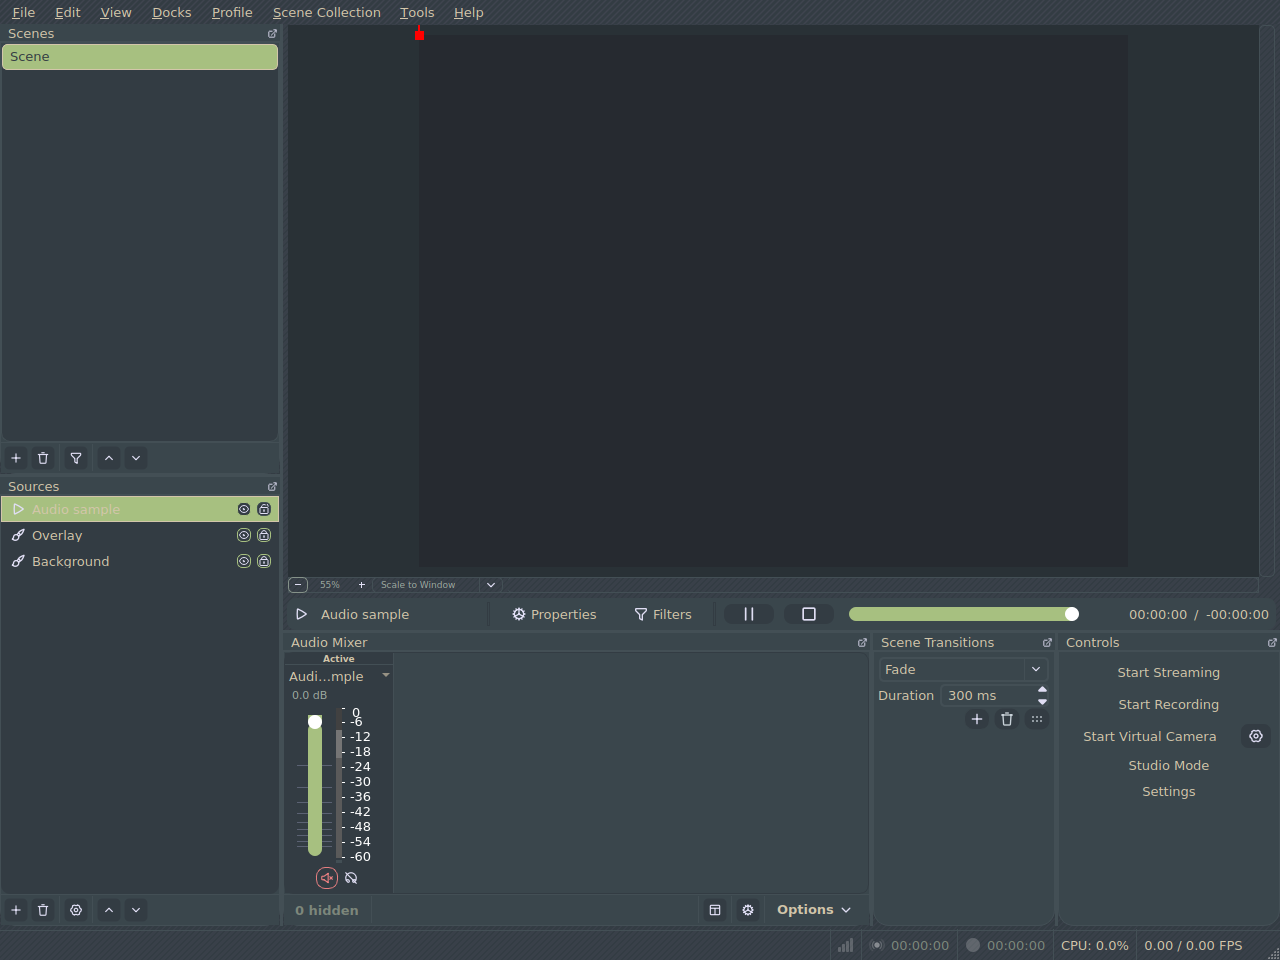 File Edit View Docks Profile Scene Collection Tools Help
Scenes
Scene
Sources
Audio sample
Overlay
Background
55% Scale to Window
Audio sample Properties Filters 00:00:00 / -00:00:00
Audio Mixer
Active
Audi...mple
0.0 dB
0
-6
-12
-18
-24
-30
-36
-42
-48
-54
-60
0 hidden Options
Scene Transitions
Fade
Duration 300 ms
Controls
Start Streaming
Start Recording
Start Virtual Camera
Studio Mode
Settings
00:00:00 00:00:00 CPU: 0.0% 0.00 / 0.00 FPS